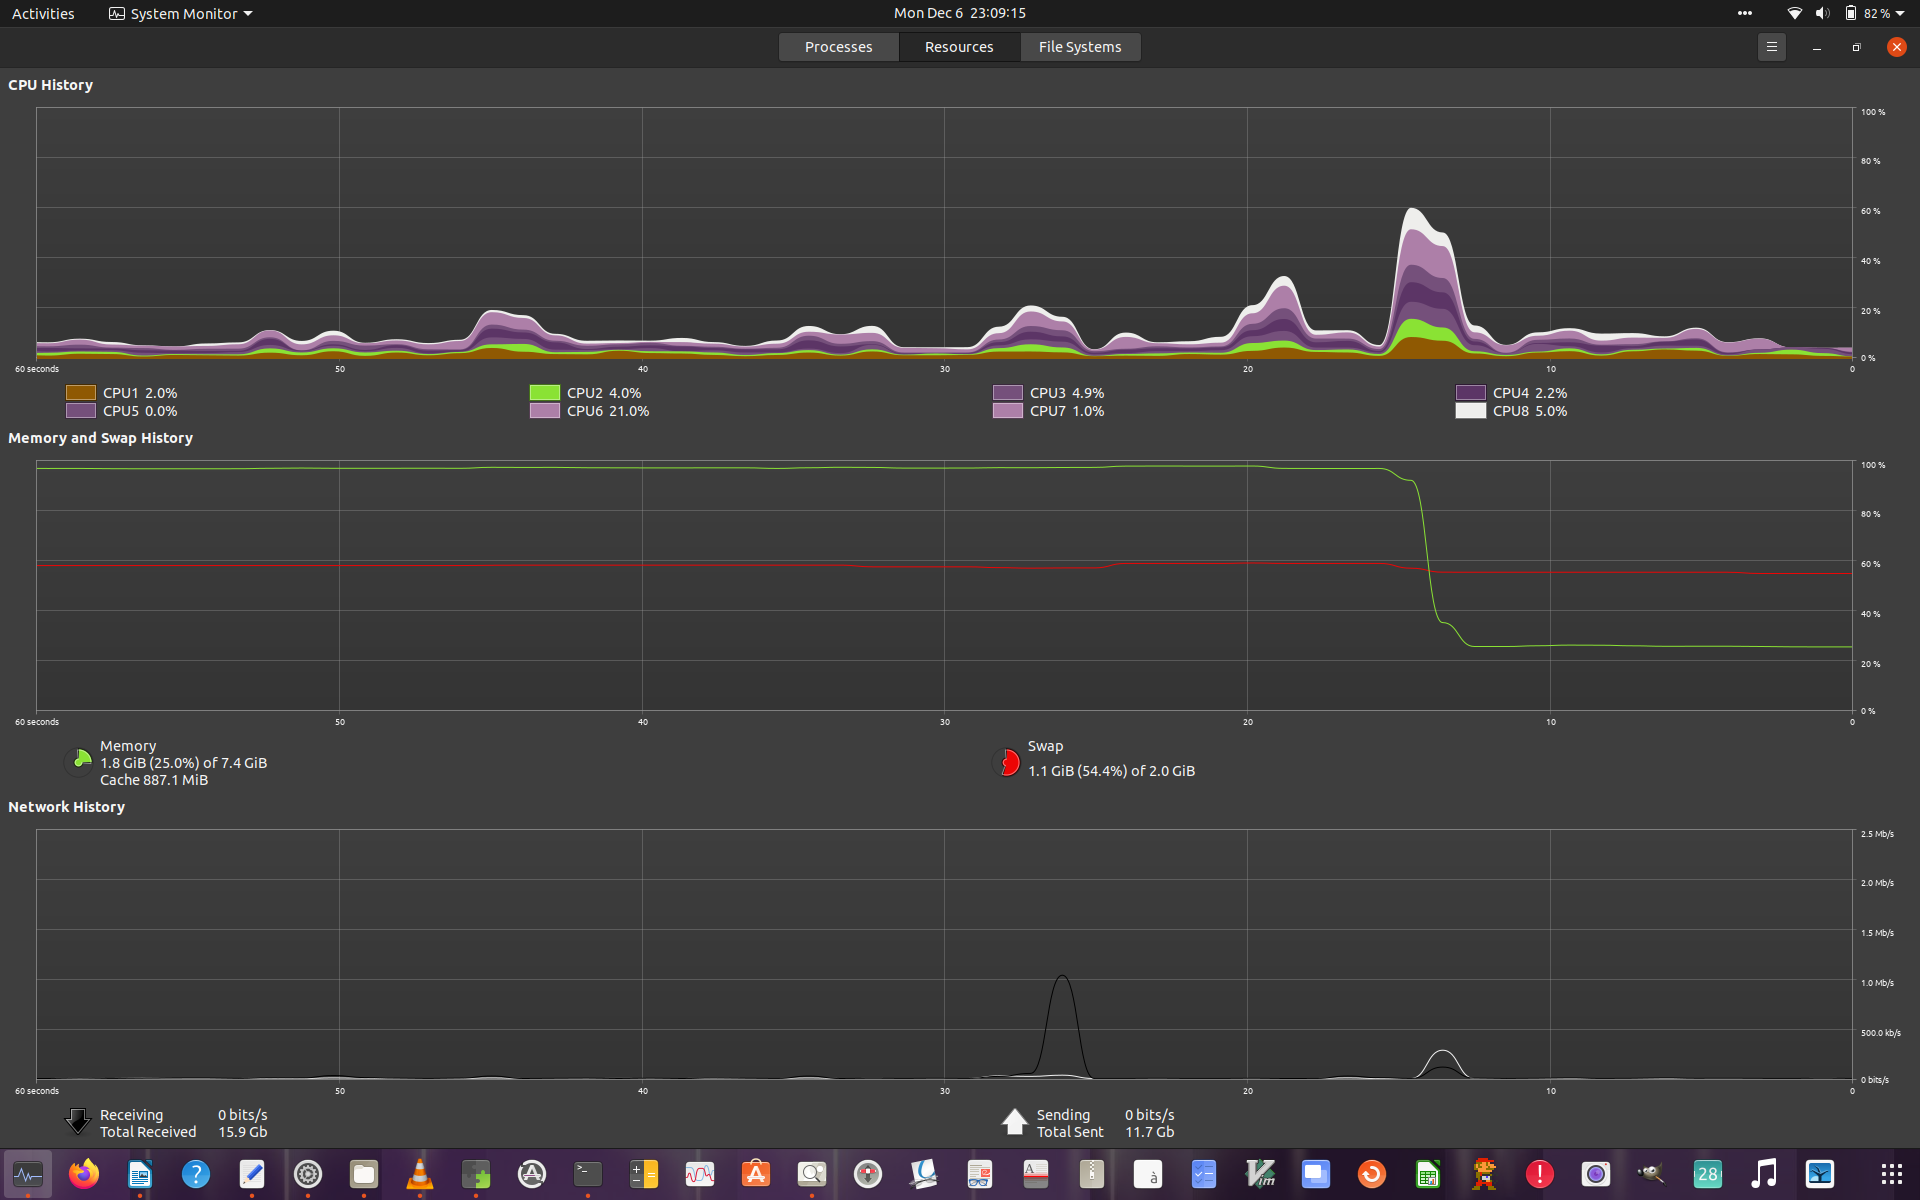 Activities System Monitor Mon Dec 6 23:09:15 82 %
Processes Resources File Systems
CPU History
100 %
80 %
60 %
40 %
20 %
0 %
60 seconds 50 40 30 20 10 0
CPU1 2.0% CPU2 4.0% CPU3 4.9% CPU4 2.2%
CPU5 0.0% CPU6 21.0% CPU7 1.0% CPU8 5.0%
Memory and Swap History
100 %
80 %
60 %
40 %
20 %
0 %
60 seconds 50 40 30 20 10 0
Memory
1.8 GiB (25.0%) of 7.4 GiB
Cache 887.1 MiB
Swap
1.1 GiB (54.4%) of 2.0 GiB
Network History
2.5 Mb/s
2.0 Mb/s
1.5 Mb/s
1.0 Mb/s
500.0 kb/s
0 bits/s
60 seconds 50 40 30 20 10 0
Receiving 0 bits/s
Total Received 15.9 Gb
Sending 0 bits/s
Total Sent 11.7 Gb
? >_ A à Vim ! 28